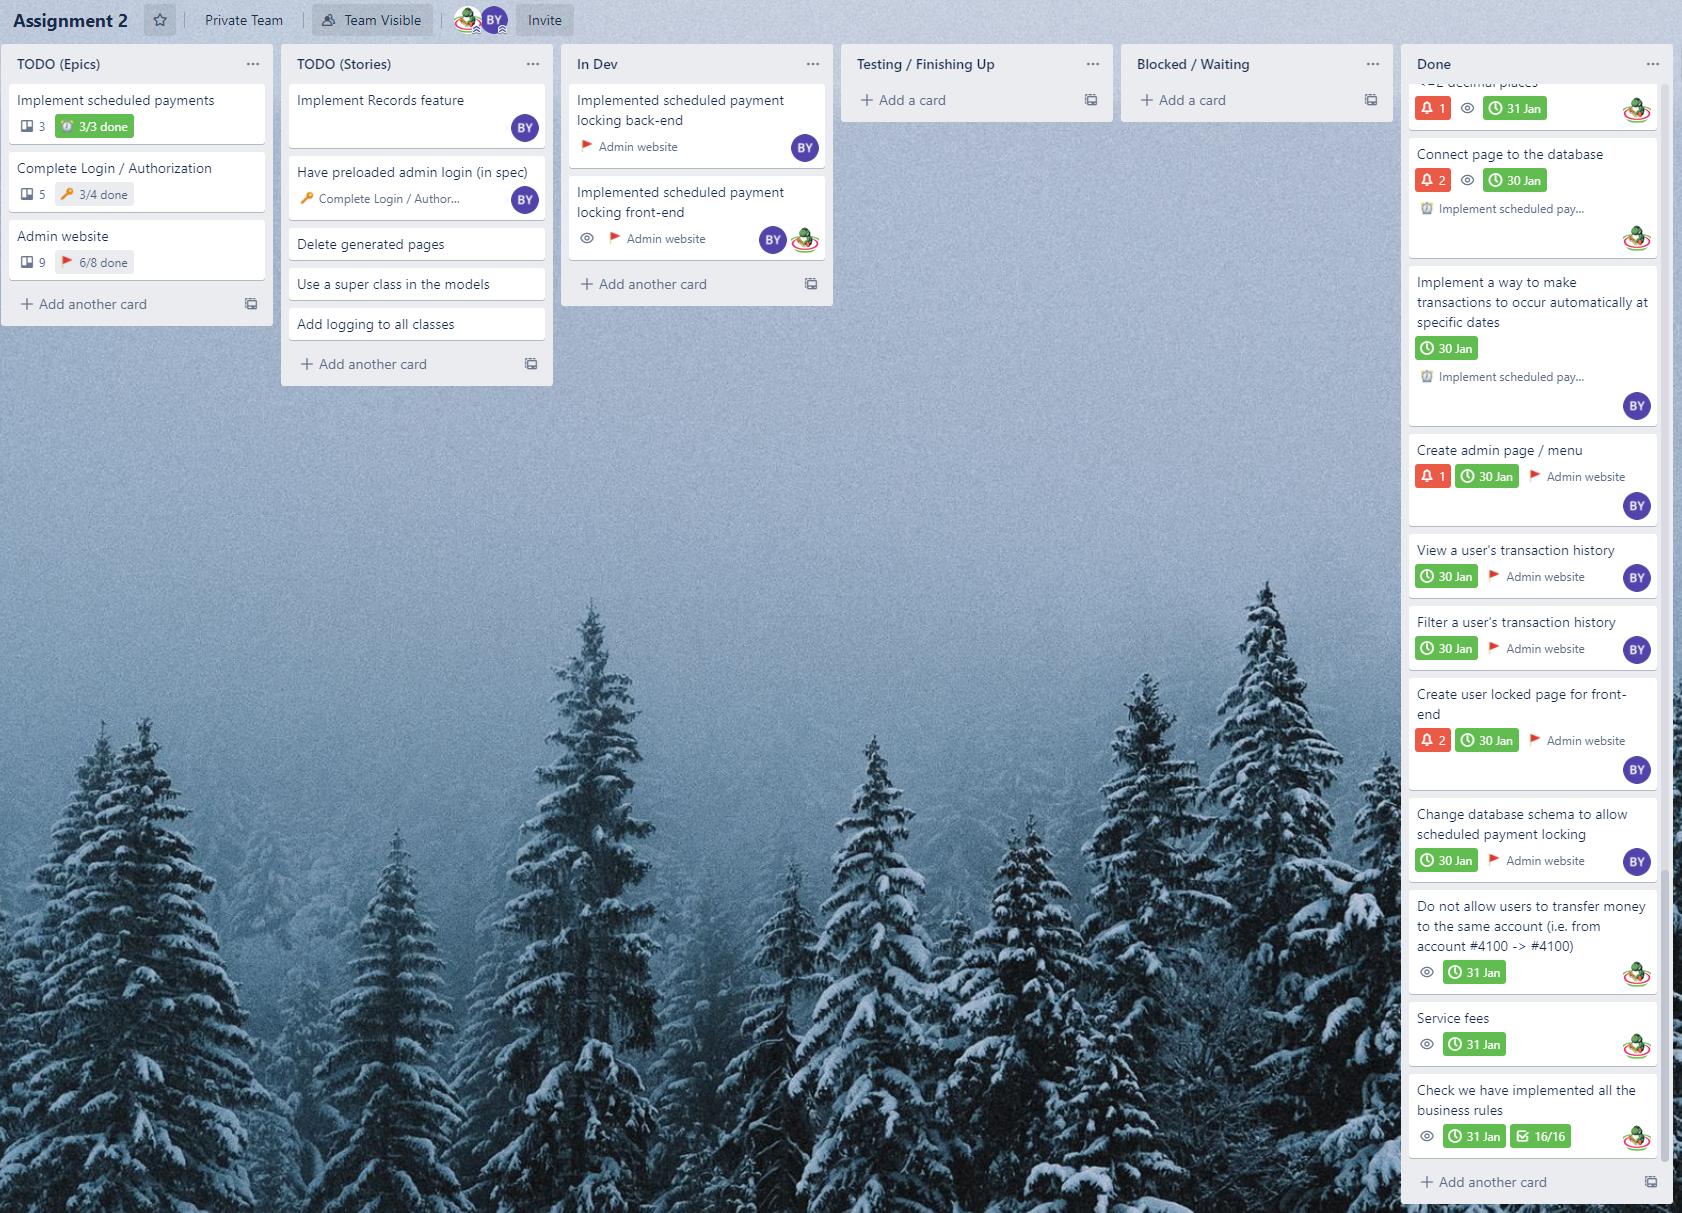 Assignment 2
Private Team
Team Visible
BY
Invite
TODO (Epics)
Implement scheduled payments
3
3/3 done
Complete Login / Authorization
5
3/4 done
Admin website
9
6/8 done
Add another card
TODO (Stories)
Implement Records feature
BY
Have preloaded admin login (in spec)
Complete Login / Author...
BY
Delete generated pages
Use a super class in the models
Add logging to all classes
Add another card
In Dev
Implemented scheduled payment
locking back-end
Admin website
BY
Implemented scheduled payment
locking front-end
Admin website
BY
Add another card
Testing / Finishing Up
Add a card
Blocked / Waiting
Add a card
Done
<=2 decimal places
1
31 Jan
Connect page to the database
2
30 Jan
Implement scheduled pay...
Implement a way to make
transactions to occur automatically at
specific dates
30 Jan
Implement scheduled pay...
BY
Create admin page / menu
1
30 Jan
Admin website
BY
View a user's transaction history
30 Jan
Admin website
BY
Filter a user's transaction history
30 Jan
Admin website
BY
Create user locked page for front-
end
2
30 Jan
Admin website
BY
Change database schema to allow
scheduled payment locking
30 Jan
Admin website
BY
Do not allow users to transfer money
to the same account (i.e. from
account #4100 -> #4100)
31 Jan
Service fees
31 Jan
Check we have implemented all the
business rules
31 Jan
16/16
Add another card